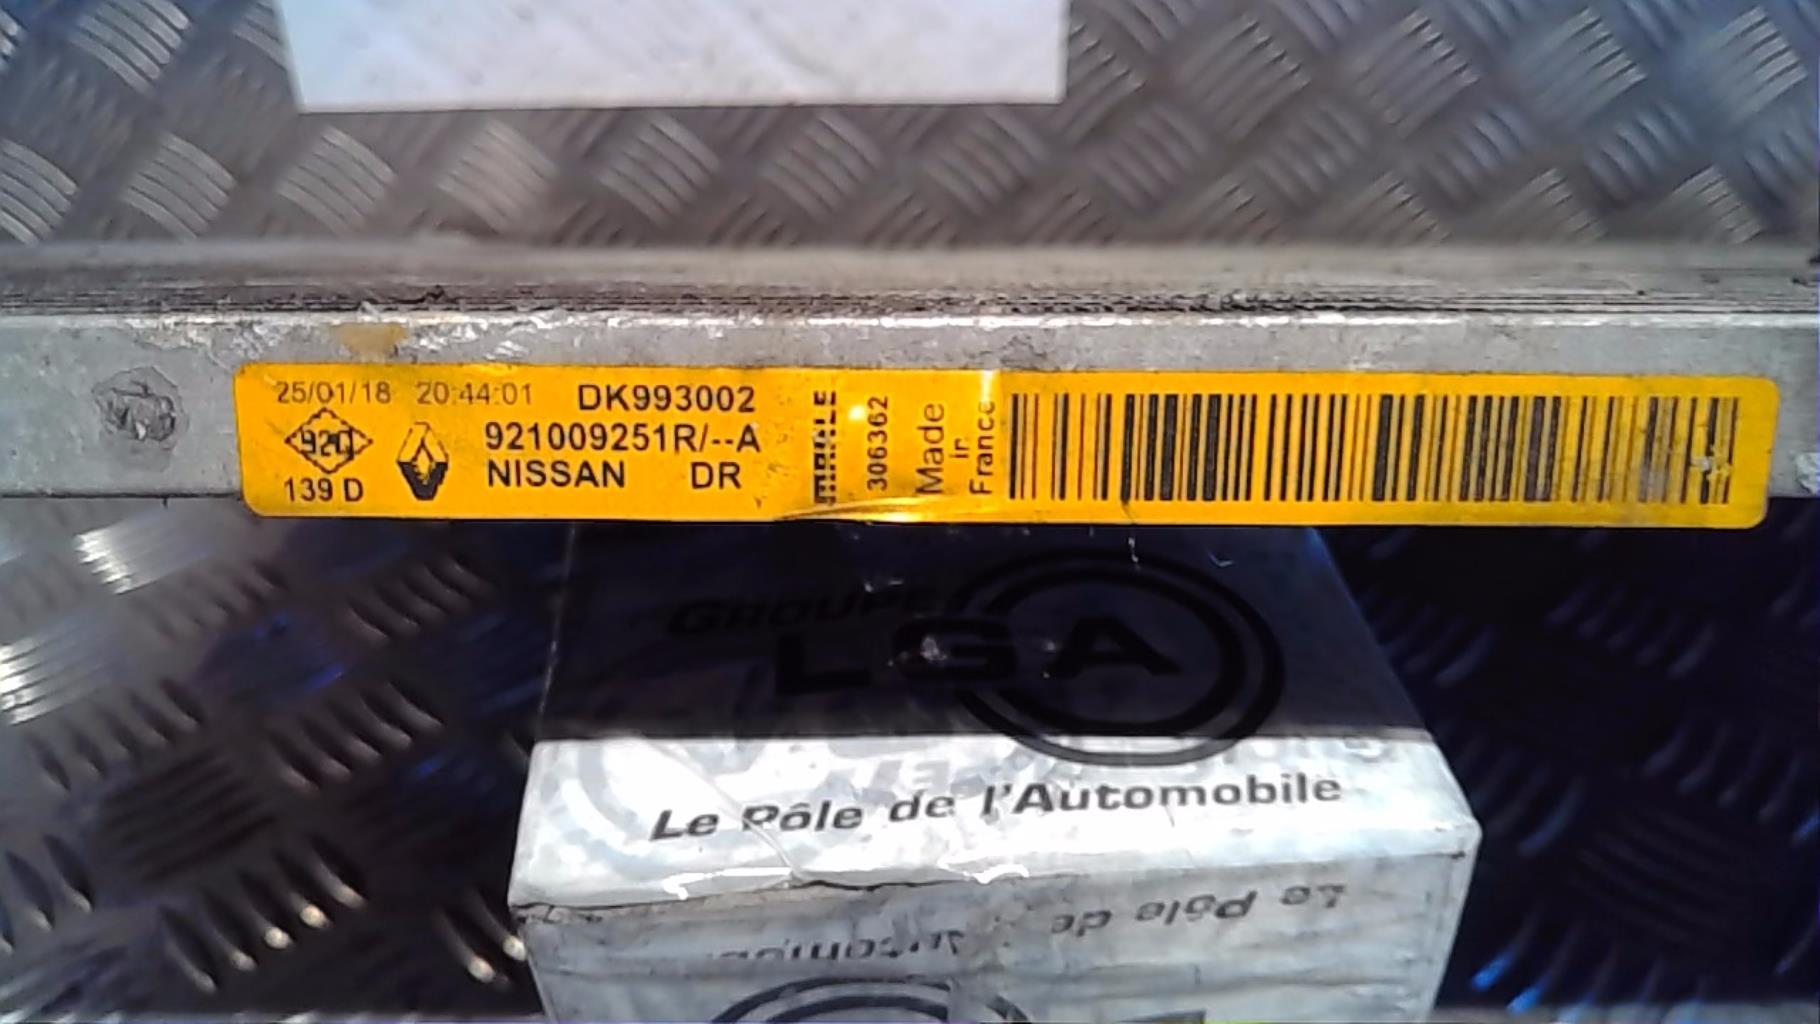 25/01/18 20:44:01 DK993002
920
921009251R/--A
139 D
NISSAN DR
MAHLE
3063362
Made
in
France
GROUPE
LGA
Le Pôle de l'Automobile
Le Pôle de